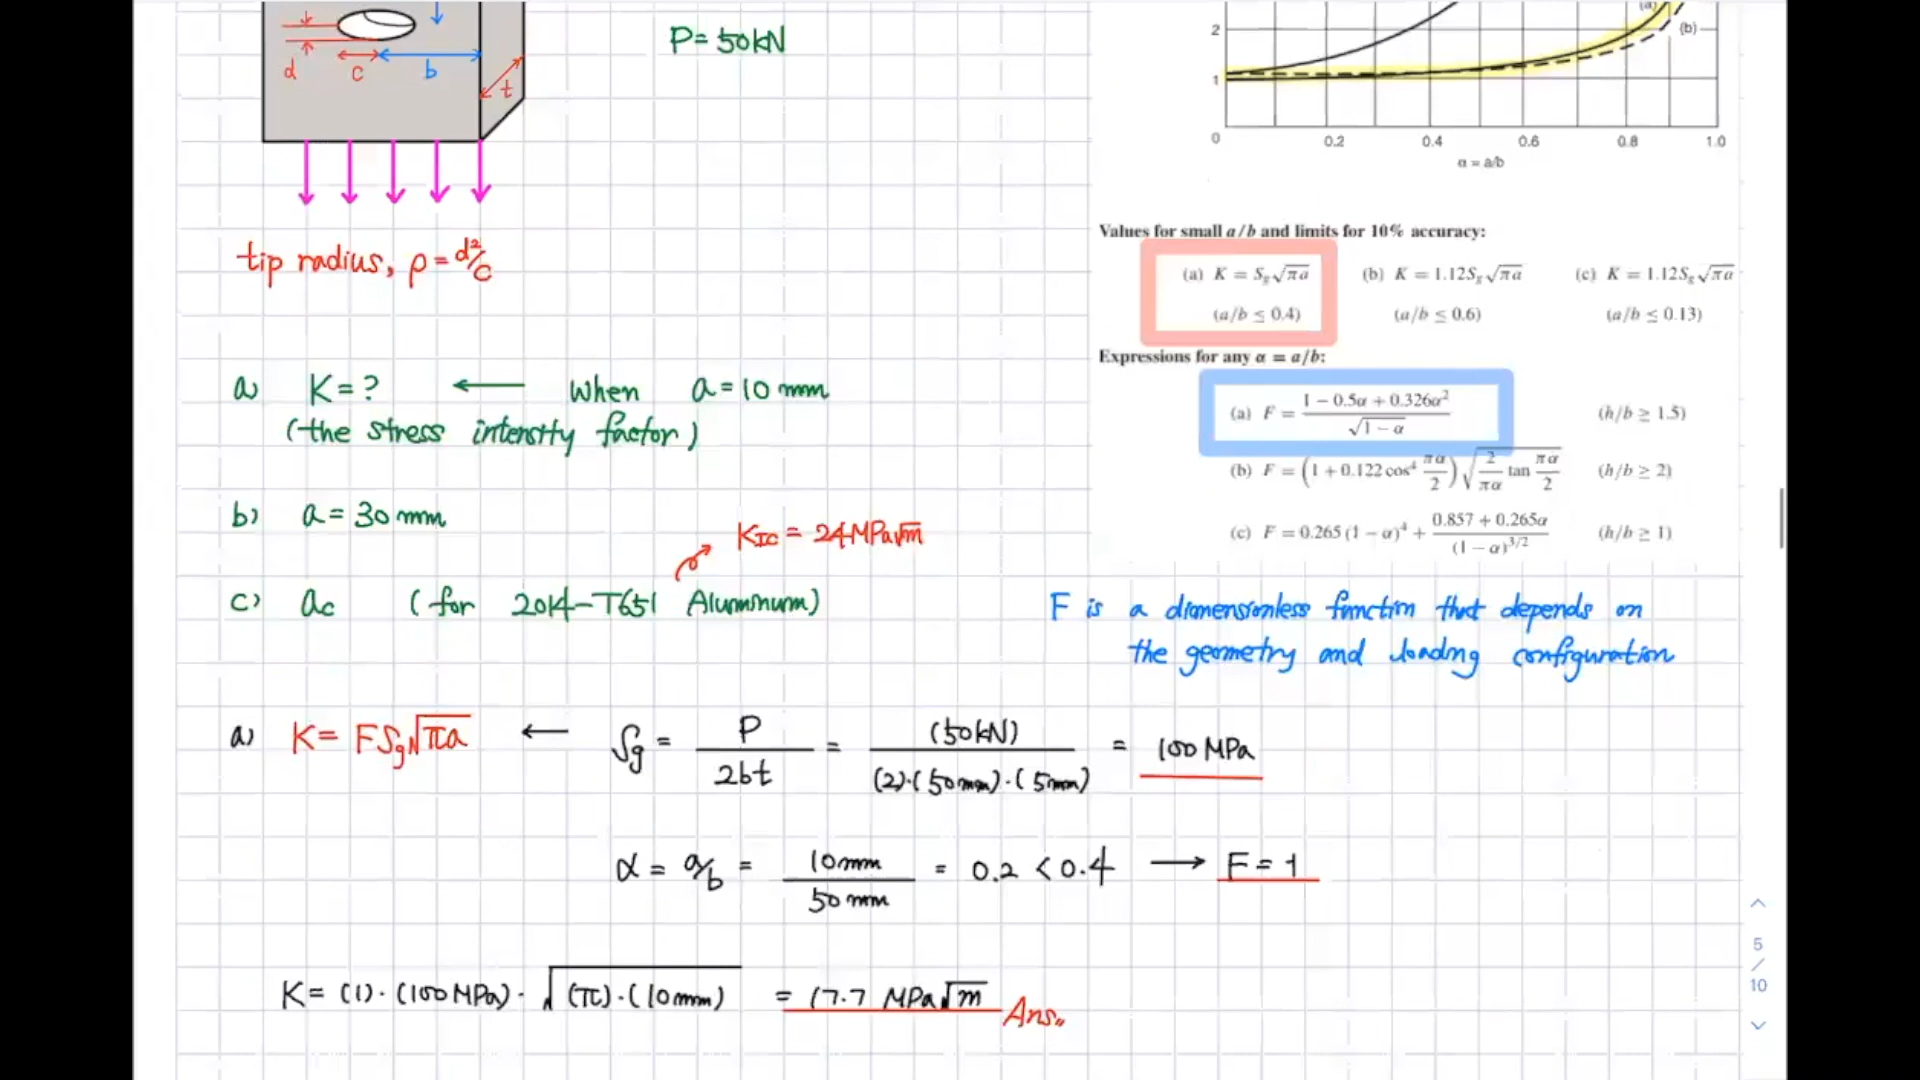 P = 50kN
d c b t
tip radius, ρ = d²/c
a) K = ? ← When a = 10 mm
(the stress intensity factor)
b) a = 30 mm
K_IC = 24 MPa√m
c) a_c (for 2014-T651 Aluminum)
2
1
0 0.2 0.4 0.6 0.8 1.0
α = a/b
(a)
(b)
Values for small a/b and limits for 10% accuracy:
(a) K = S_g√πa (b) K = 1.12S_g√πa (c) K = 1.12S_g√πa
(a/b ≤ 0.4) (a/b ≤ 0.6) (a/b ≤ 0.13)
Expressions for any α = a/b:
(a) F = (1 − 0.5α + 0.326α²)/√(1 − α) (h/b ≥ 1.5)
(b) F = (1 + 0.122 cos⁴ πα/2) √(2/πα tan πα/2) (h/b ≥ 2)
(c) F = 0.265 (1 − α)⁴ + (0.857 + 0.265α)/(1 − α)^3/2 (h/b ≥ 1)
F is a dimensionless function that depends on
the geometry and loading configuration
a) K = FS_g√πa ← S_g = P/2bt = (50kN)/(2)·(50mm)·(5mm) = 100 MPa
α = a/b = 10mm/50mm = 0.2 < 0.4 → F = 1
K = (1)·(100MPa)·√(π)·(10mm) = 17.7 MPa√m Ans.
5
/
10